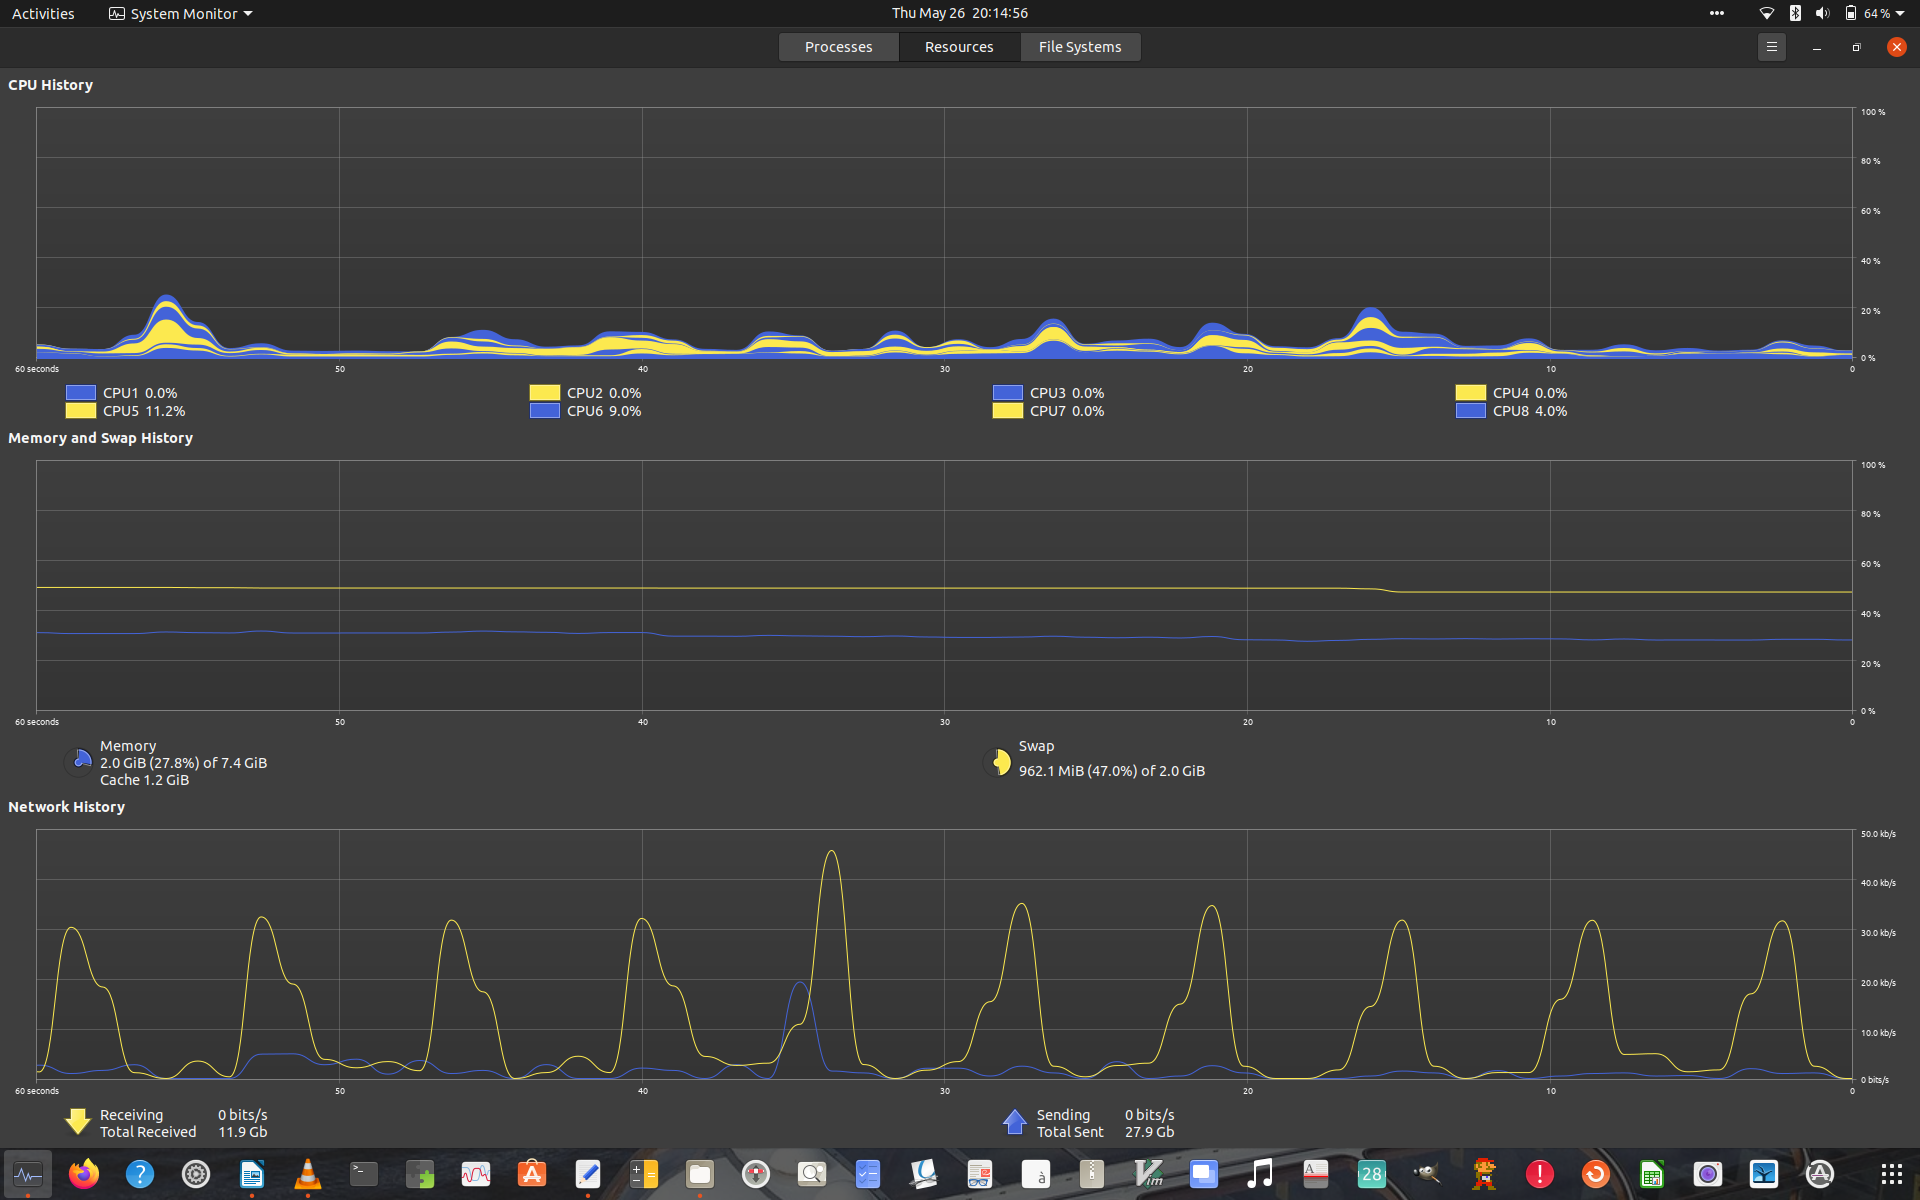 Activities System Monitor Thu May 26 20:14:56 64 %
Processes Resources File Systems
CPU History
100 %
80 %
60 %
40 %
20 %
0 %
60 seconds 50 40 30 20 10 0
CPU1 0.0% CPU2 0.0% CPU3 0.0% CPU4 0.0%
CPU5 11.2% CPU6 9.0% CPU7 0.0% CPU8 4.0%
Memory and Swap History
100 %
80 %
60 %
40 %
20 %
0 %
60 seconds 50 40 30 20 10 0
Memory
2.0 GiB (27.8%) of 7.4 GiB
Cache 1.2 GiB
Swap
962.1 MiB (47.0%) of 2.0 GiB
Network History
50.0 kb/s
40.0 kb/s
30.0 kb/s
20.0 kb/s
10.0 kb/s
0 bits/s
60 seconds 50 40 30 20 10 0
Receiving 0 bits/s
Total Received 11.9 Gb
Sending 0 bits/s
Total Sent 27.9 Gb
? >_ à Vim A 28 !